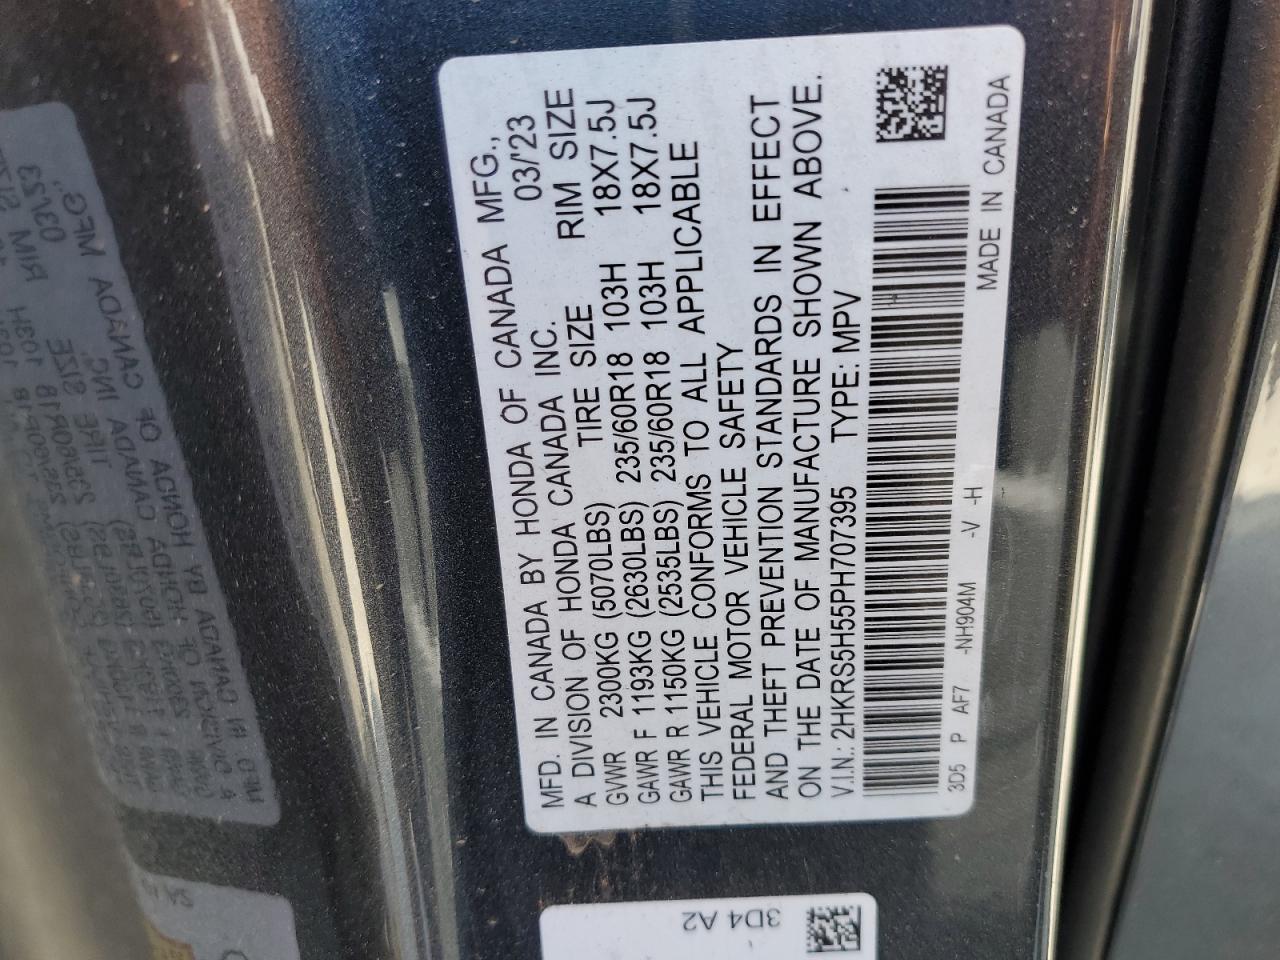 MFD. IN CANADA BY HONDA OF CANADA MFG.,
A DIVISION OF HONDA CANADA INC. 03/'23
GVWR 2300KG (5070LBS) TIRE SIZE RIM SIZE
GAWR F 1193KG (2630LBS) 235/60R18 103H 18X7.5J
GAWR R 1150KG (2535LBS) 235/60R18 103H 18X7.5J
THIS VEHICLE CONFORMS TO ALL APPLICABLE
FEDERAL MOTOR VEHICLE SAFETY
AND THEFT PREVENTION STANDARDS IN EFFECT
ON THE DATE OF MANUFACTURE SHOWN ABOVE.
V.I.N.: 2HKRS5H55PH707395 TYPE: MPV
3D5 P AF7 -NH904M -V -H
MADE IN CANADA
3D4 A2